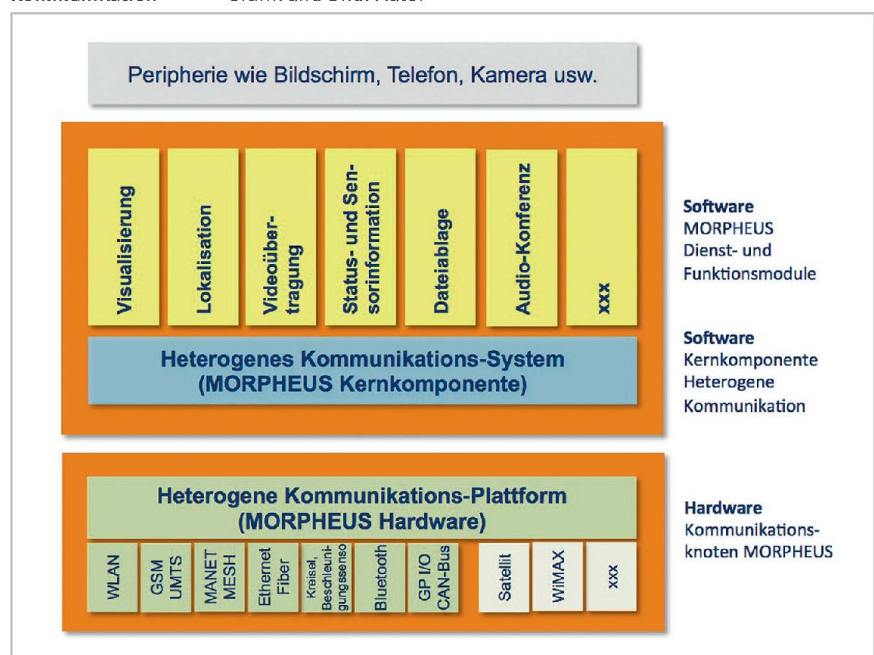 Peripherie wie Bildschirm, Telefon, Kamera usw.
Visualisierung
Lokalisation
Videoüber-
tragung
Status- und Sen-
sorinformation
Dateiablage
Audio-Konferenz
xxx
Software
MORPHEUS
Dienst- und
Funktionsmodule
Heterogenes Kommunikations-System
(MORPHEUS Kernkomponente)
Software
Kernkomponente
Heterogene
Kommunikation
Heterogene Kommunikations-Plattform
(MORPHEUS Hardware)
WLAN
GSM
UMTS
MANET
MESH
Ethernet
Fiber
Kreisel,
Beschleuni-
gungssenso
Bluetooth
GP I/O
CAN-Bus
Satellit
WiMAX
xxx
Hardware
Kommunikations-
knoten MORPHEUS